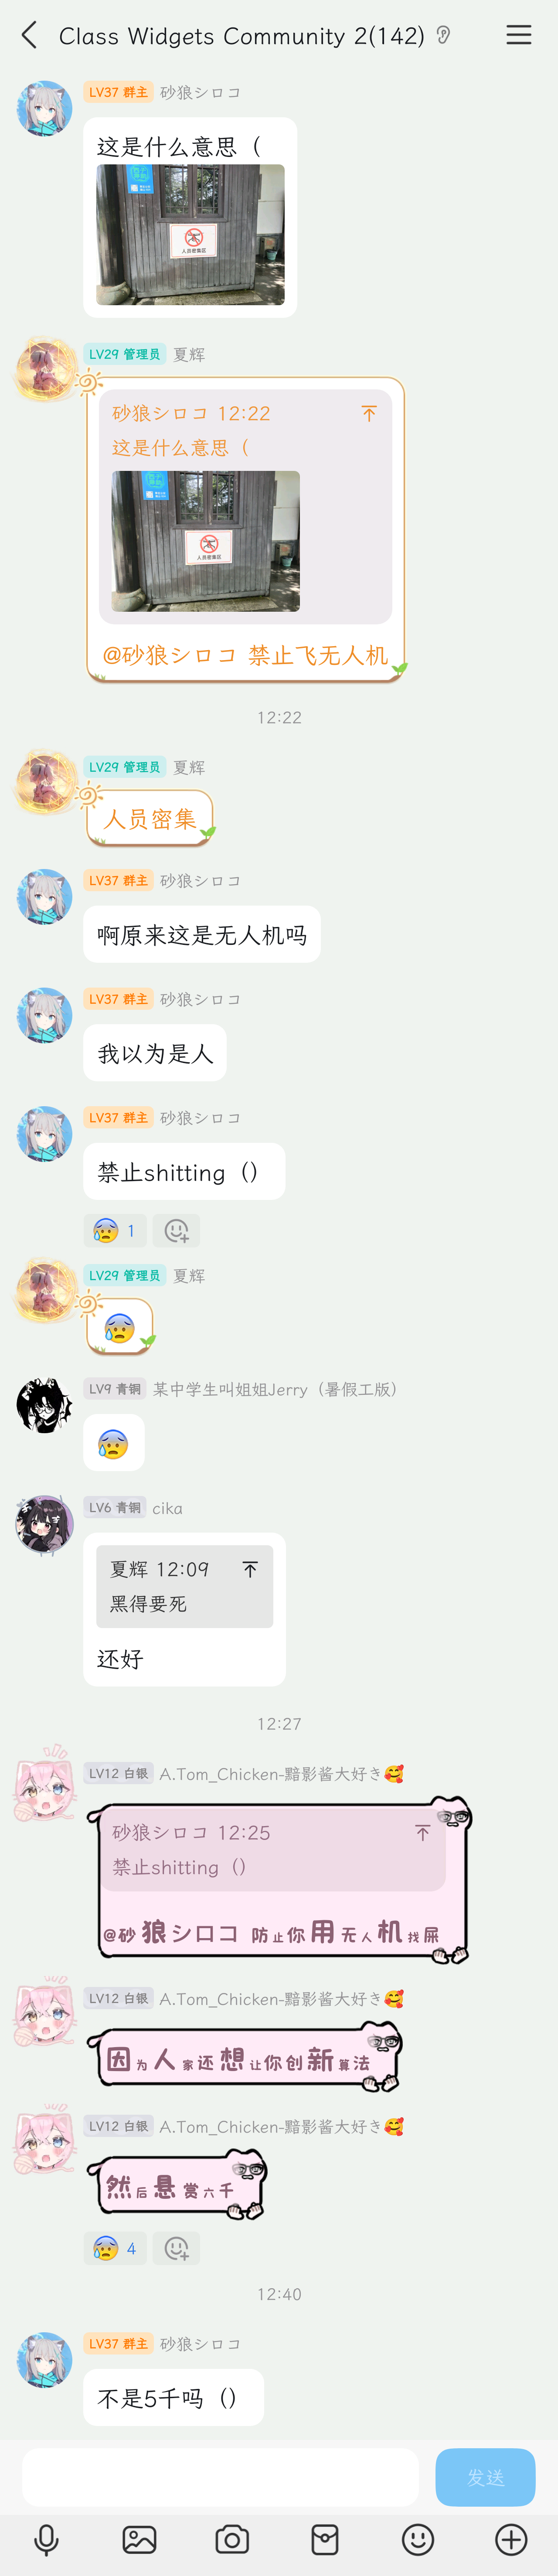 Class Widgets Community 2(142)
LV37 群主 砂狼シロコ
这是什么意思（
人员密集区
LV29 管理员 夏辉
砂狼シロコ 12:22
这是什么意思（
人员密集区
@砂狼シロコ 禁止飞无人机
12:22
LV29 管理员 夏辉
人员密集
LV37 群主 砂狼シロコ
啊原来这是无人机吗
LV37 群主 砂狼シロコ
我以为是人
LV37 群主 砂狼シロコ
禁止shitting（）
😰 1
LV29 管理员 夏辉
😰
LV9 青铜 某中学生叫姐姐Jerry（暑假工版）
😰
LV6 青铜 cika
夏辉 12:09
黑得要死
还好
12:27
LV12 白银 A.Tom_Chicken-黯影酱大好き🥰
砂狼シロコ 12:25
禁止shitting（）
@砂狼シロコ 防止你用无人机找屎
LV12 白银 A.Tom_Chicken-黯影酱大好き🥰
因为人家还想让你创新算法
LV12 白银 A.Tom_Chicken-黯影酱大好き🥰
然后悬赏六千
😰 4
12:40
LV37 群主 砂狼シロコ
不是5千吗（）
发送